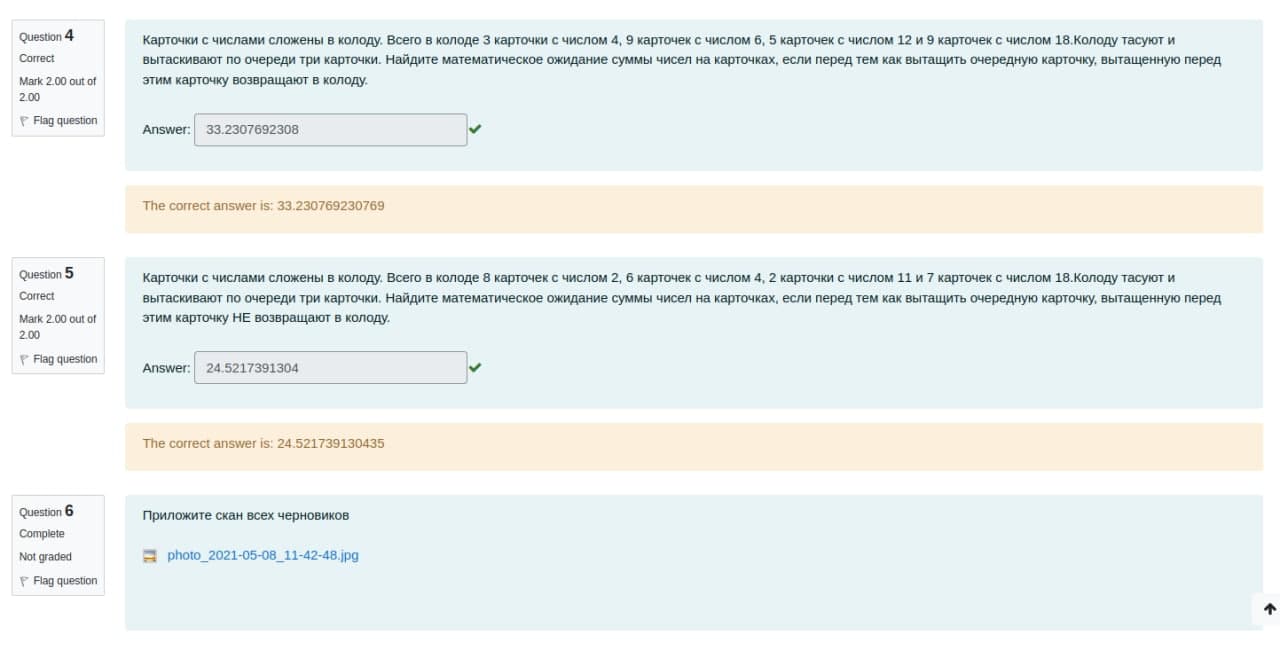 Question 4
Correct
Mark 2.00 out of
2.00
Flag question
Карточки с числами сложены в колоду. Всего в колоде 3 карточки с числом 4, 9 карточек с числом 6, 5 карточек с числом 12 и 9 карточек с числом 18.Колоду тасуют и
вытаскивают по очереди три карточки. Найдите математическое ожидание суммы чисел на карточках, если перед тем как вытащить очередную карточку, вытащенную перед
этим карточку возвращают в колоду.
Answer: 33.2307692308
The correct answer is: 33.230769230769
Question 5
Correct
Mark 2.00 out of
2.00
Flag question
Карточки с числами сложены в колоду. Всего в колоде 8 карточек с числом 2, 6 карточек с числом 4, 2 карточки с числом 11 и 7 карточек с числом 18.Колоду тасуют и
вытаскивают по очереди три карточки. Найдите математическое ожидание суммы чисел на карточках, если перед тем как вытащить очередную карточку, вытащенную перед
этим карточку НЕ возвращают в колоду.
Answer: 24.5217391304
The correct answer is: 24.521739130435
Question 6
Complete
Not graded
Flag question
Приложите скан всех черновиков
photo_2021-05-08_11-42-48.jpg